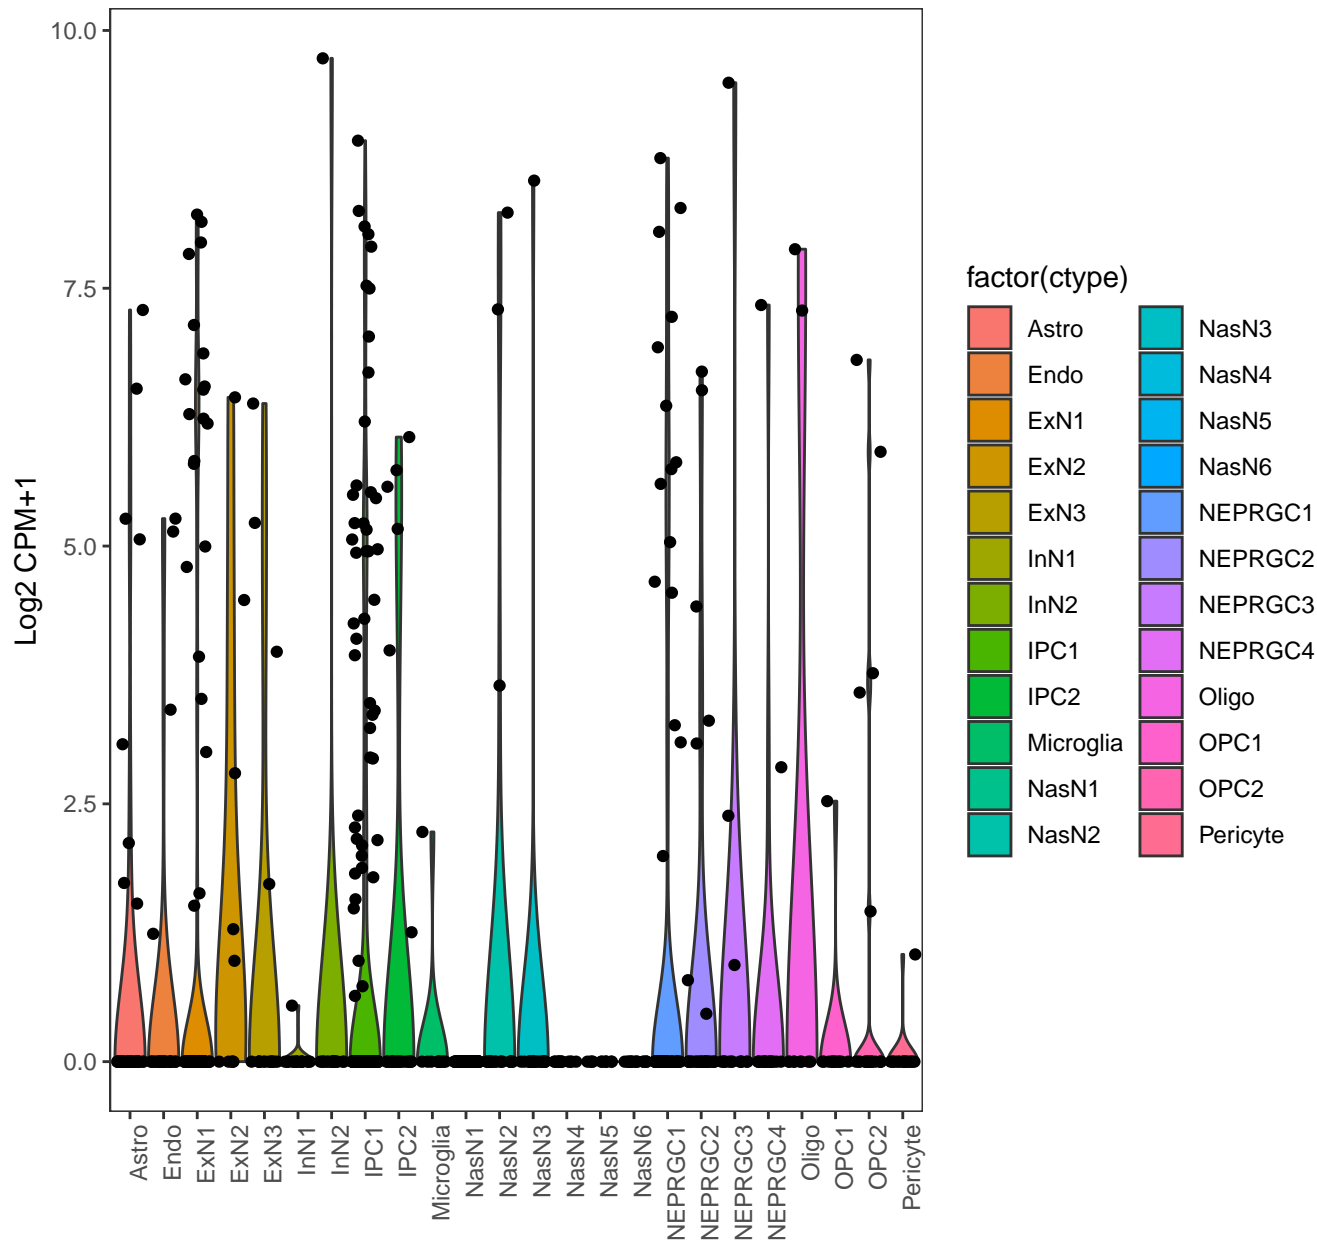 10.0
7.5
5.0
2.5
0.0
Log2 CPM+1
Astro
Endo
ExN1
ExN2
ExN3
InN1
InN2
IPC1
IPC2
Microglia
NasN1
NasN2
NasN3
NasN4
NasN5
NasN6
NEPRGC1
NEPRGC2
NEPRGC3
NEPRGC4
Oligo
OPC1
OPC2
Pericyte
factor(ctype)
Astro
Endo
ExN1
ExN2
ExN3
InN1
InN2
IPC1
IPC2
Microglia
NasN1
NasN2
NasN3
NasN4
NasN5
NasN6
NEPRGC1
NEPRGC2
NEPRGC3
NEPRGC4
Oligo
OPC1
OPC2
Pericyte